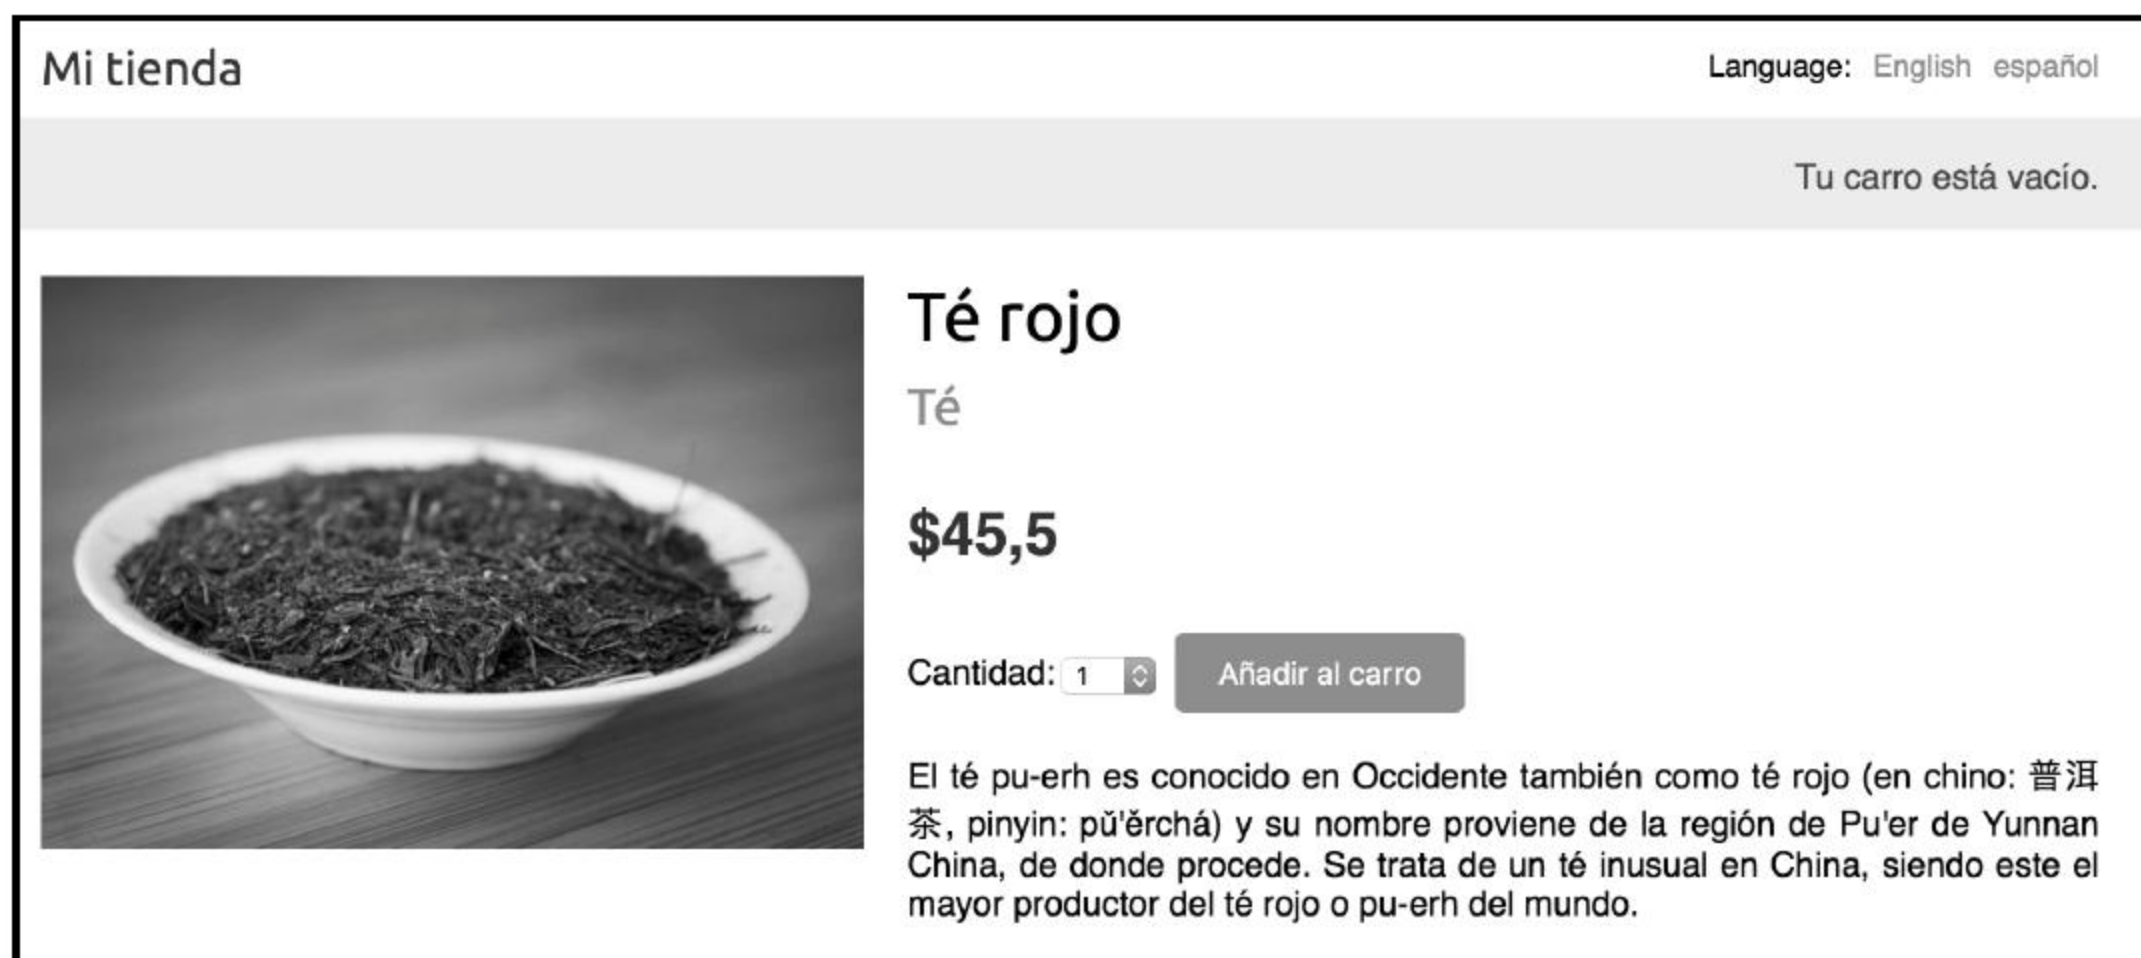 Mi tienda
Language: English español
Tu carro está vacío.
Té rojo
Té
$45,5
Cantidad: 1 Añadir al carro
El té pu-erh es conocido en Occidente también como té rojo (en chino: 普洱
茶, pinyin: pǔ'ěrchá) y su nombre proviene de la región de Pu'er de Yunnan
China, de donde procede. Se trata de un té inusual en China, siendo este el
mayor productor del té rojo o pu-erh del mundo.